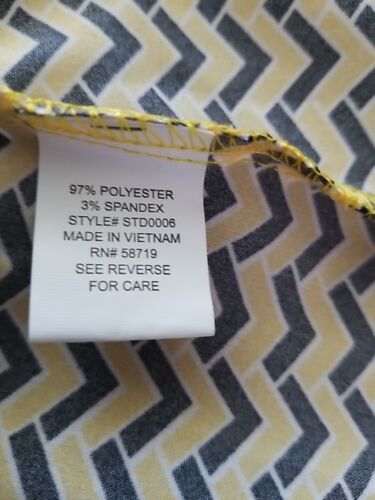 97% POLYESTER
3% SPANDEX
STYLE# STD0006
MADE IN VIETNAM
RN# 58719
SEE REVERSE
FOR CARE